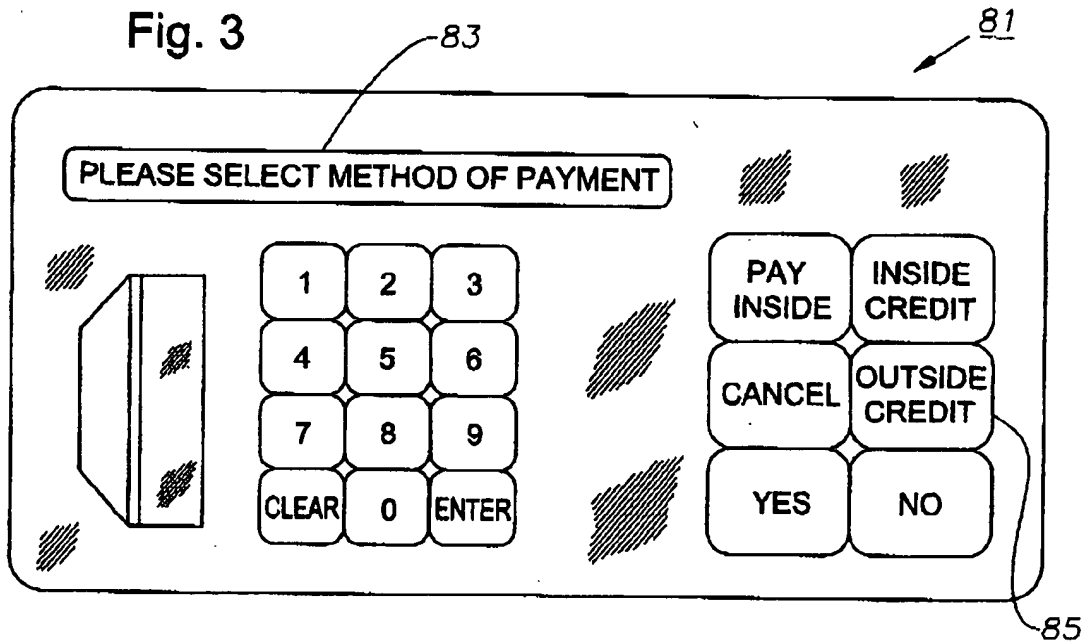 Fig. 3
83
81
PLEASE SELECT METHOD OF PAYMENT
1 2 3
4 5 6
7 8 9
CLEAR 0 ENTER
PAY INSIDE
INSIDE CREDIT
CANCEL
OUTSIDE CREDIT
YES
NO
85